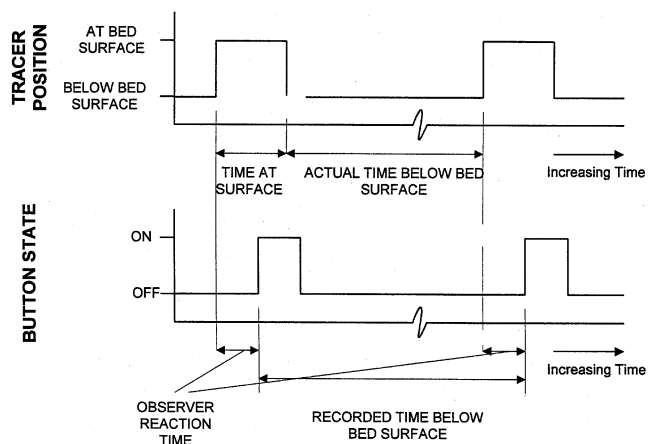 TRACER
POSITION
AT BED
SURFACE
BELOW BED
SURFACE
TIME AT
SURFACE
ACTUAL TIME BELOW BED
SURFACE
Increasing Time
BUTTON STATE
ON
OFF
Increasing Time
OBSERVER
REACTION
TIME
RECORDED TIME BELOW
BED SURFACE